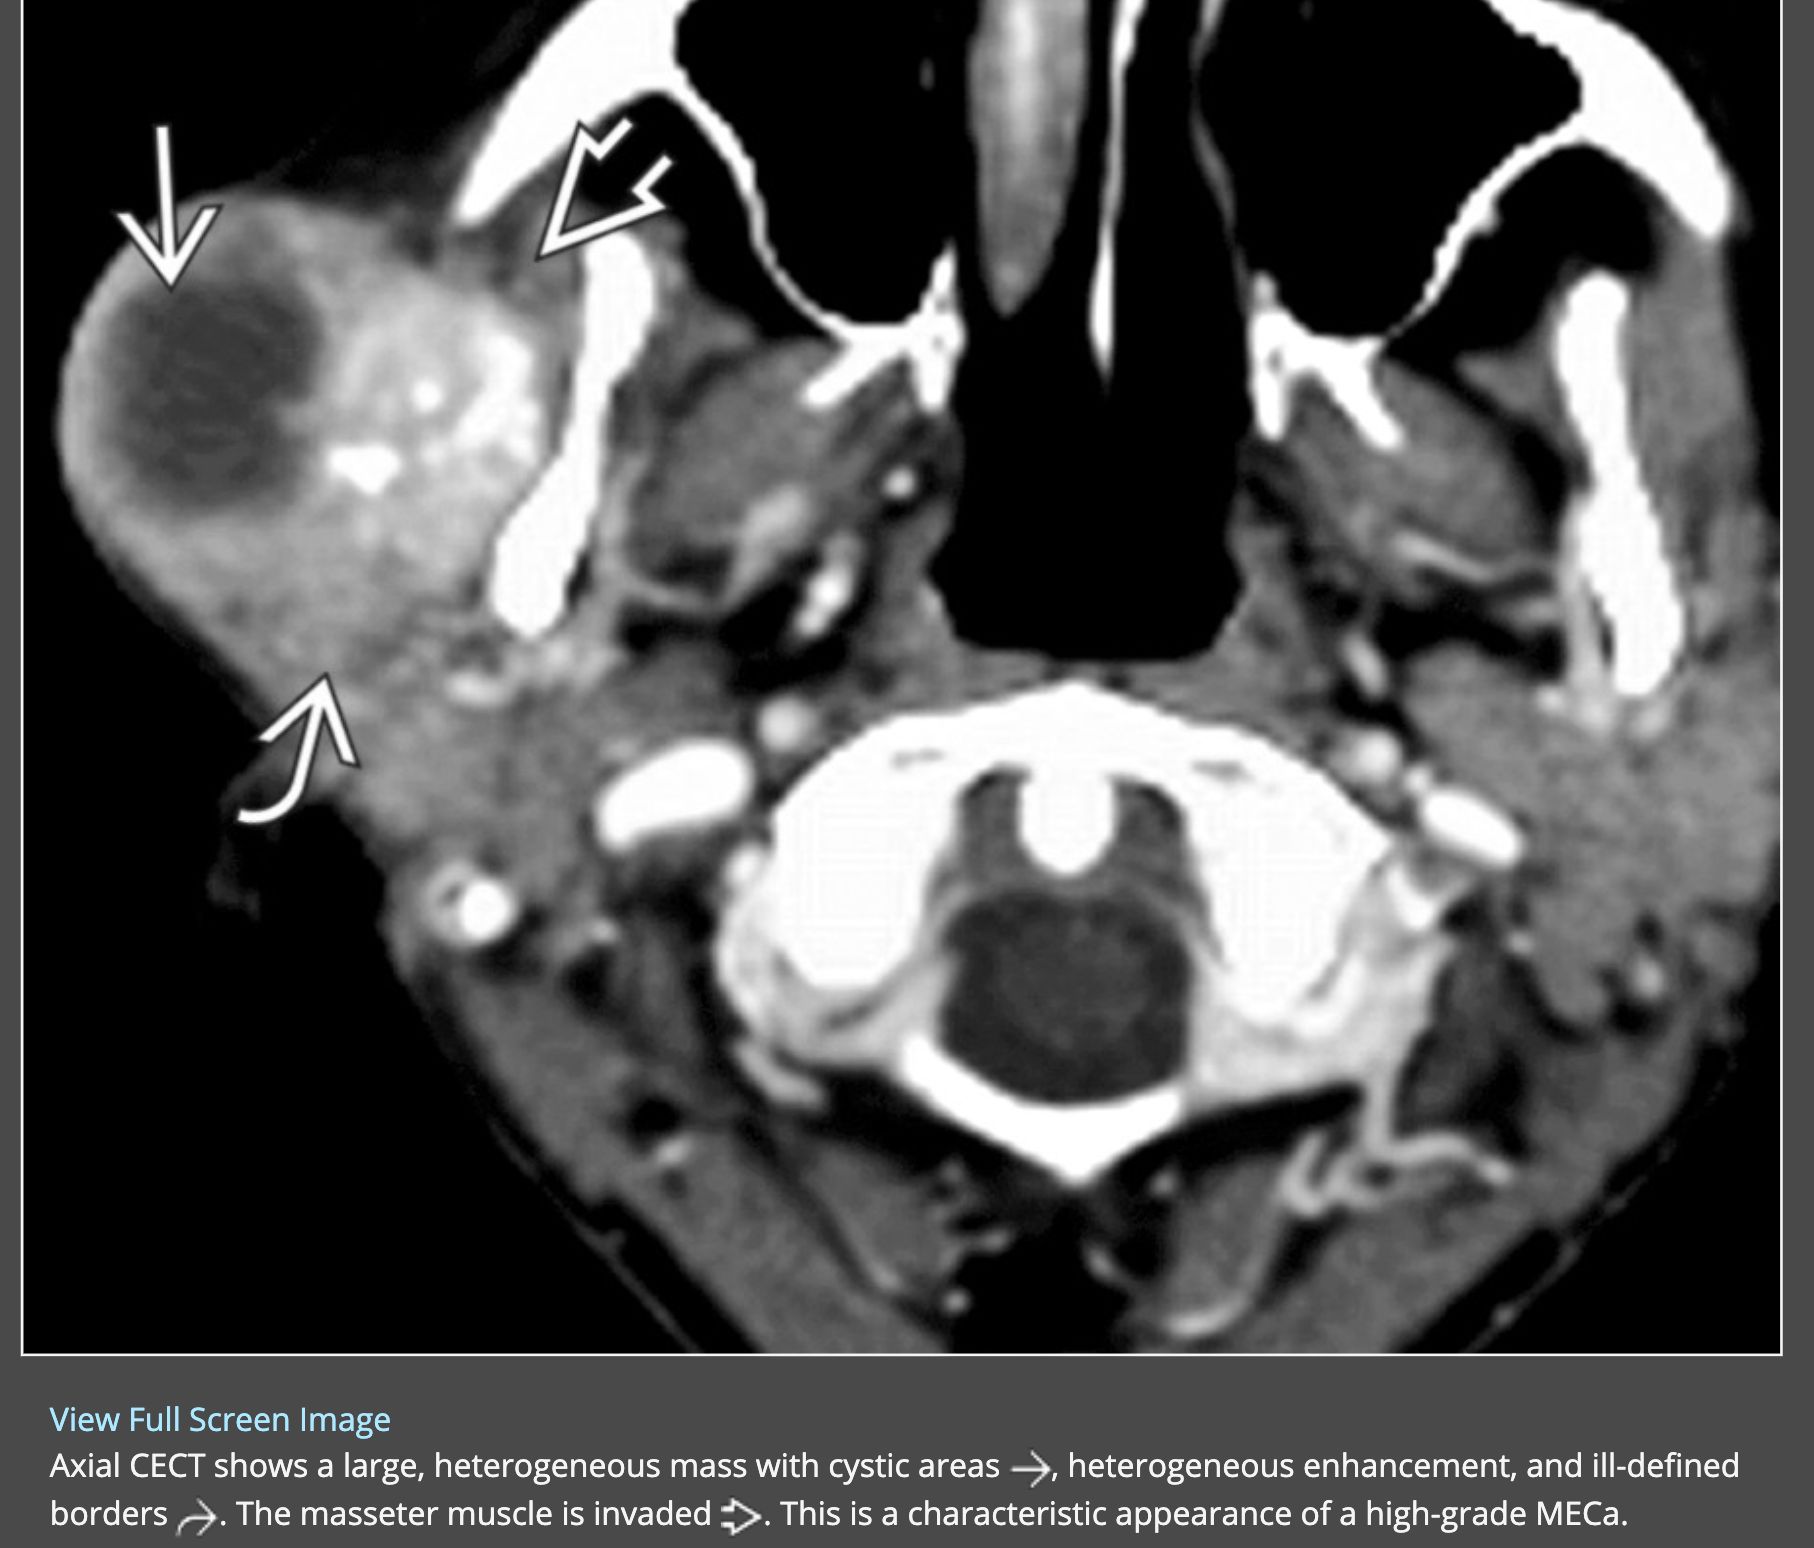 View Full Screen Image
Axial CECT shows a large, heterogeneous mass with cystic areas →, heterogeneous enhancement, and ill-defined
borders ↷. The masseter muscle is invaded ⇨. This is a characteristic appearance of a high-grade MECa.